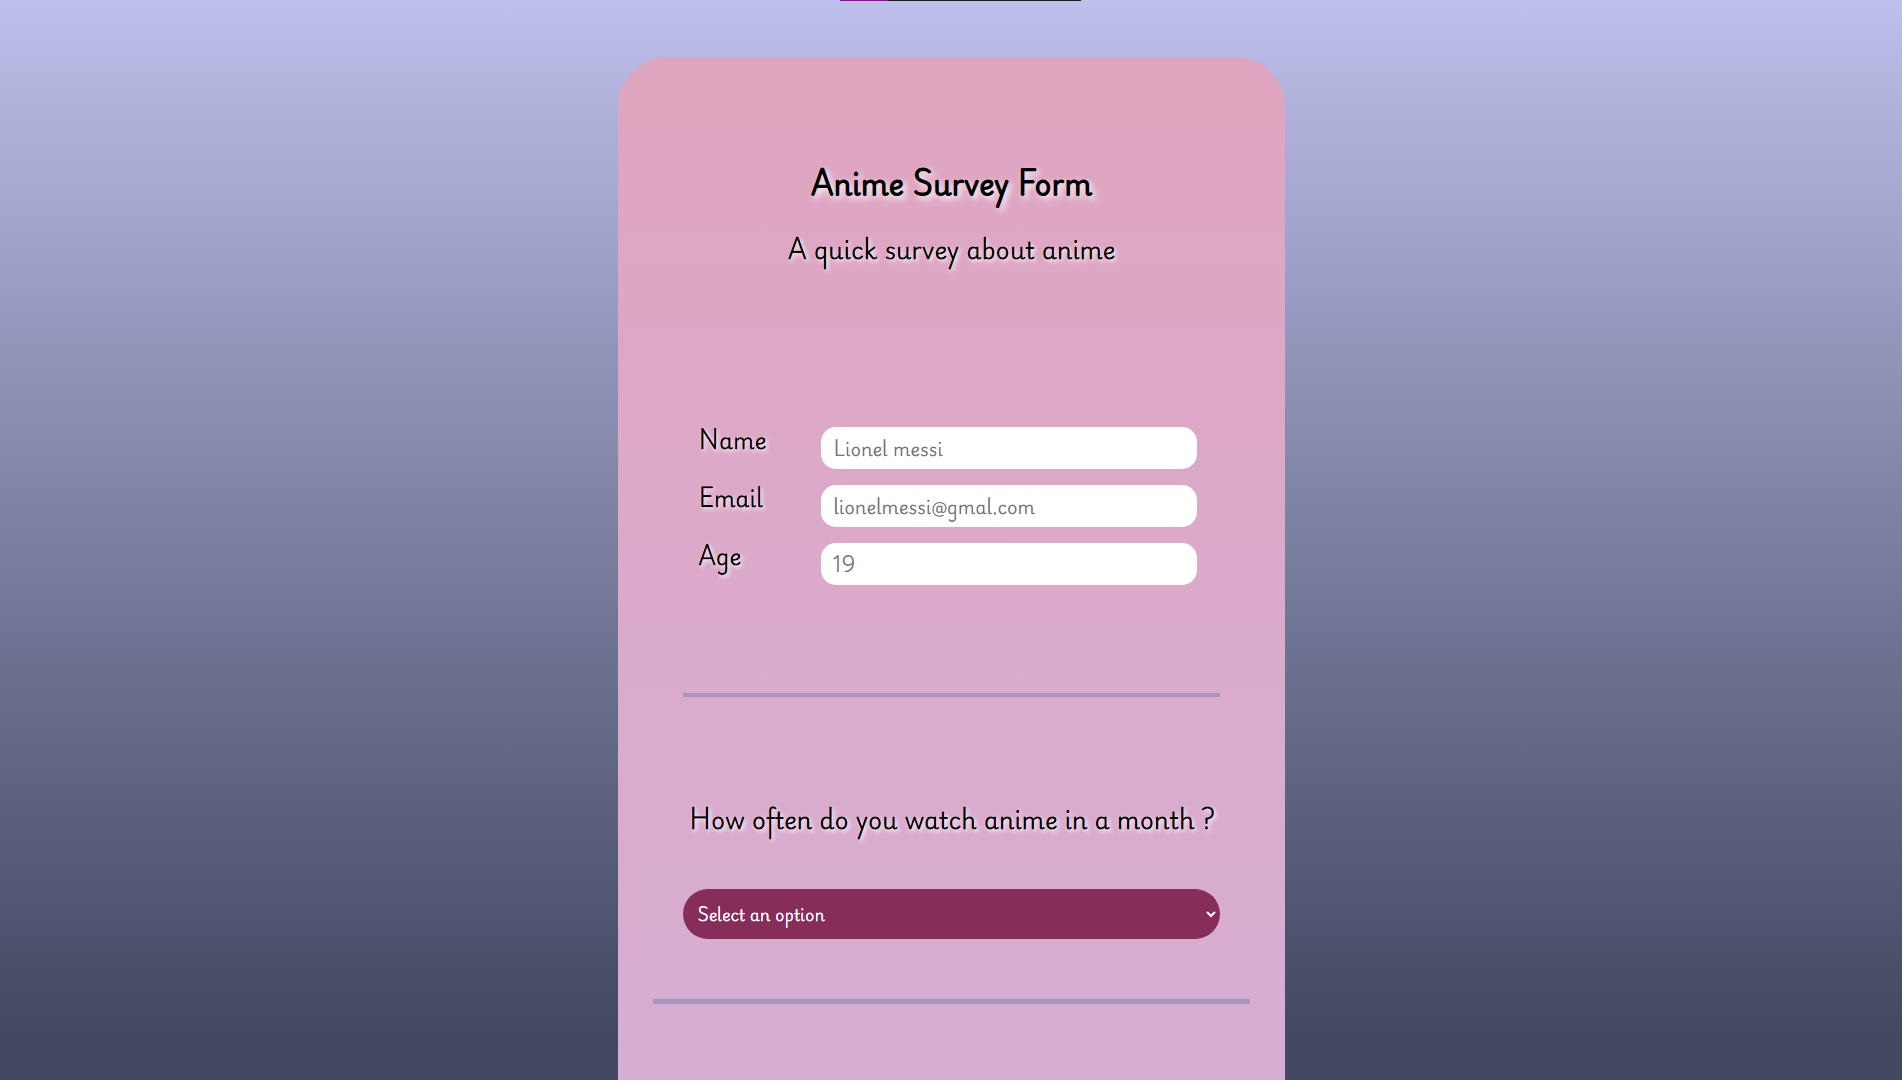 Anime Survey Form
A quick survey about anime
Name
Lionel messi
Email
lionelmessi@gmal.com
Age
19
How often do you watch anime in a month ?
Select an option